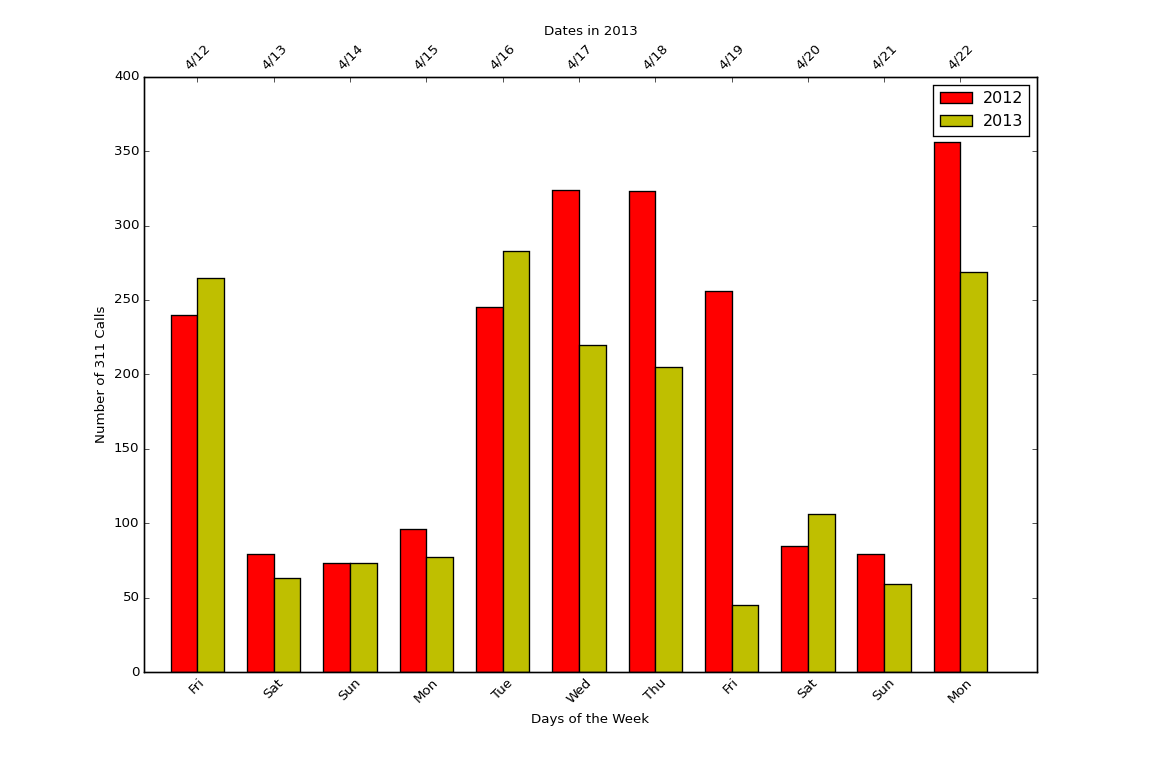 Dates in 2013
4/12 4/13 4/14 4/15 4/16 4/17 4/18 4/19 4/20 4/21 4/22
400
2012
2013
350
300
250
200
150
100
50
0
Number of 311 Calls
Fri Sat Sun Mon Tue Wed Thu Fri Sat Sun Mon
Days of the Week